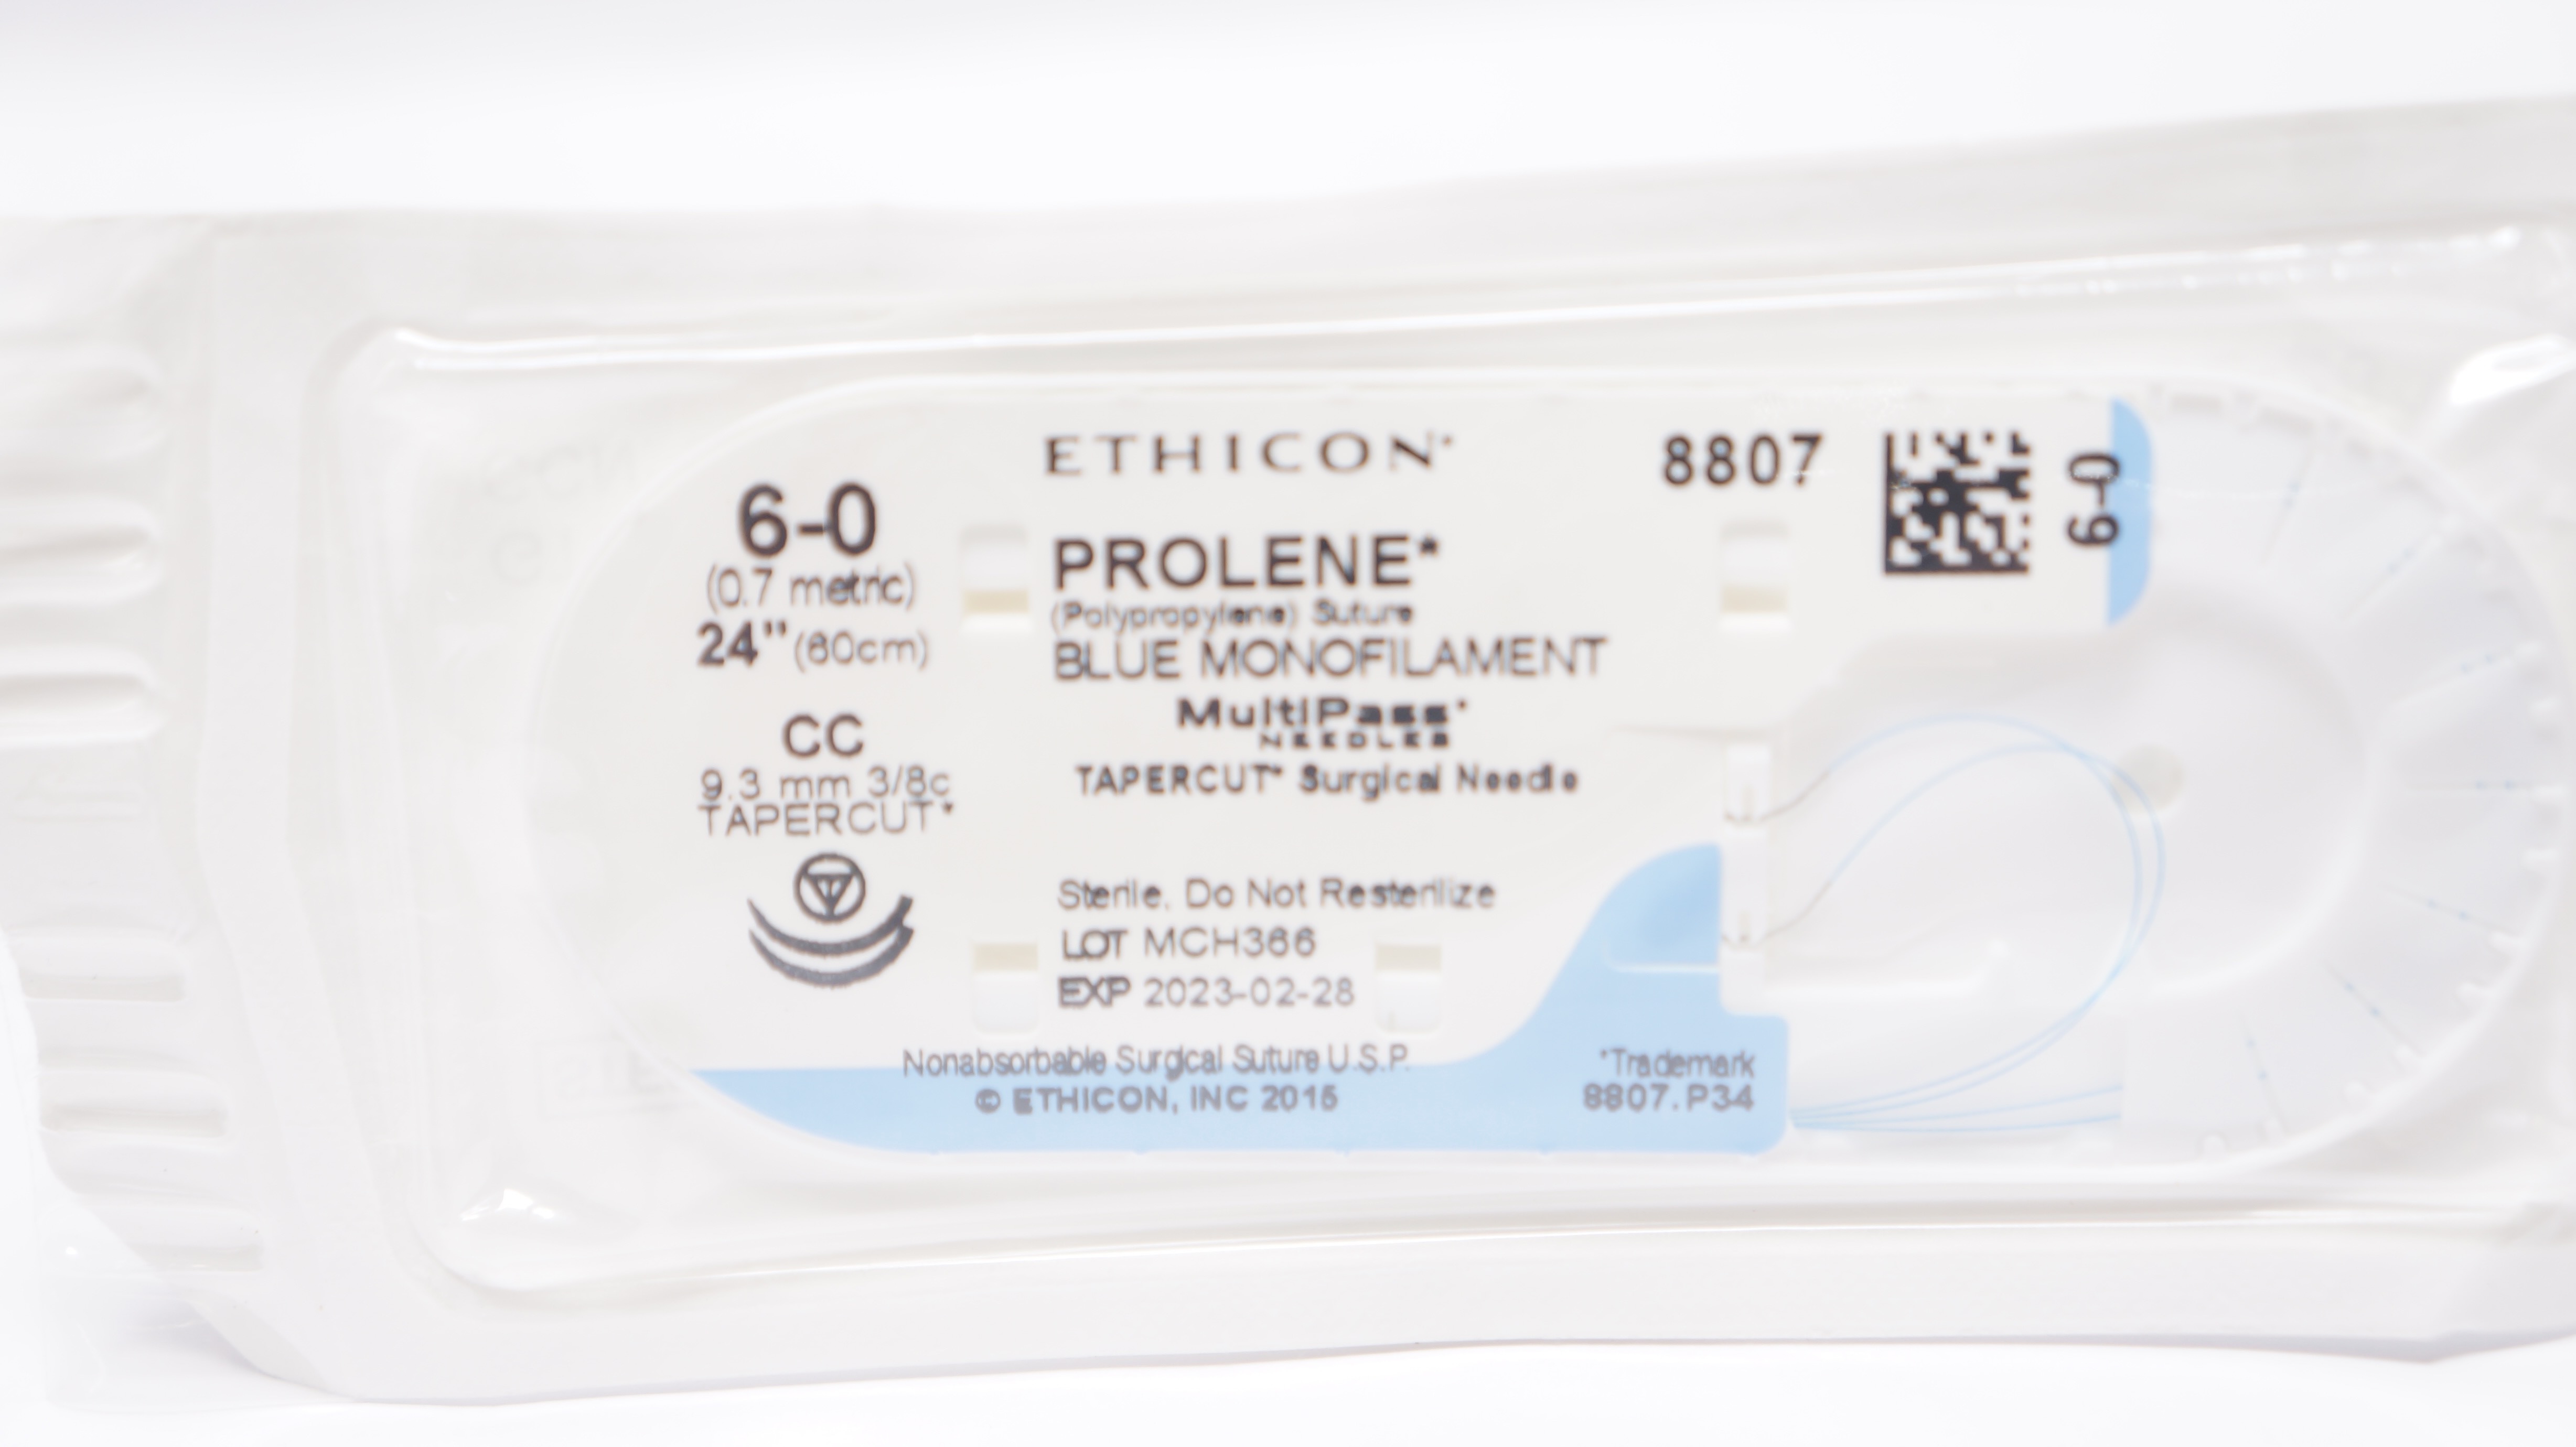 ETHICON*
8807
6-0
6-0
(0.7 metric)
24" (60cm)
CC
9.3 mm 3/8c
TAPERCUT*
PROLENE*
(Polypropylene) Suture
BLUE MONOFILAMENT
MultiPass*
NEEDLES
TAPERCUT* Surgical Needle
Sterile. Do Not Resterilize
LOT MCH366
EXP 2023-02-28
Nonabsorbable Surgical Suture U.S.P.
© ETHICON, INC 2015
*Trademark
8807.P34